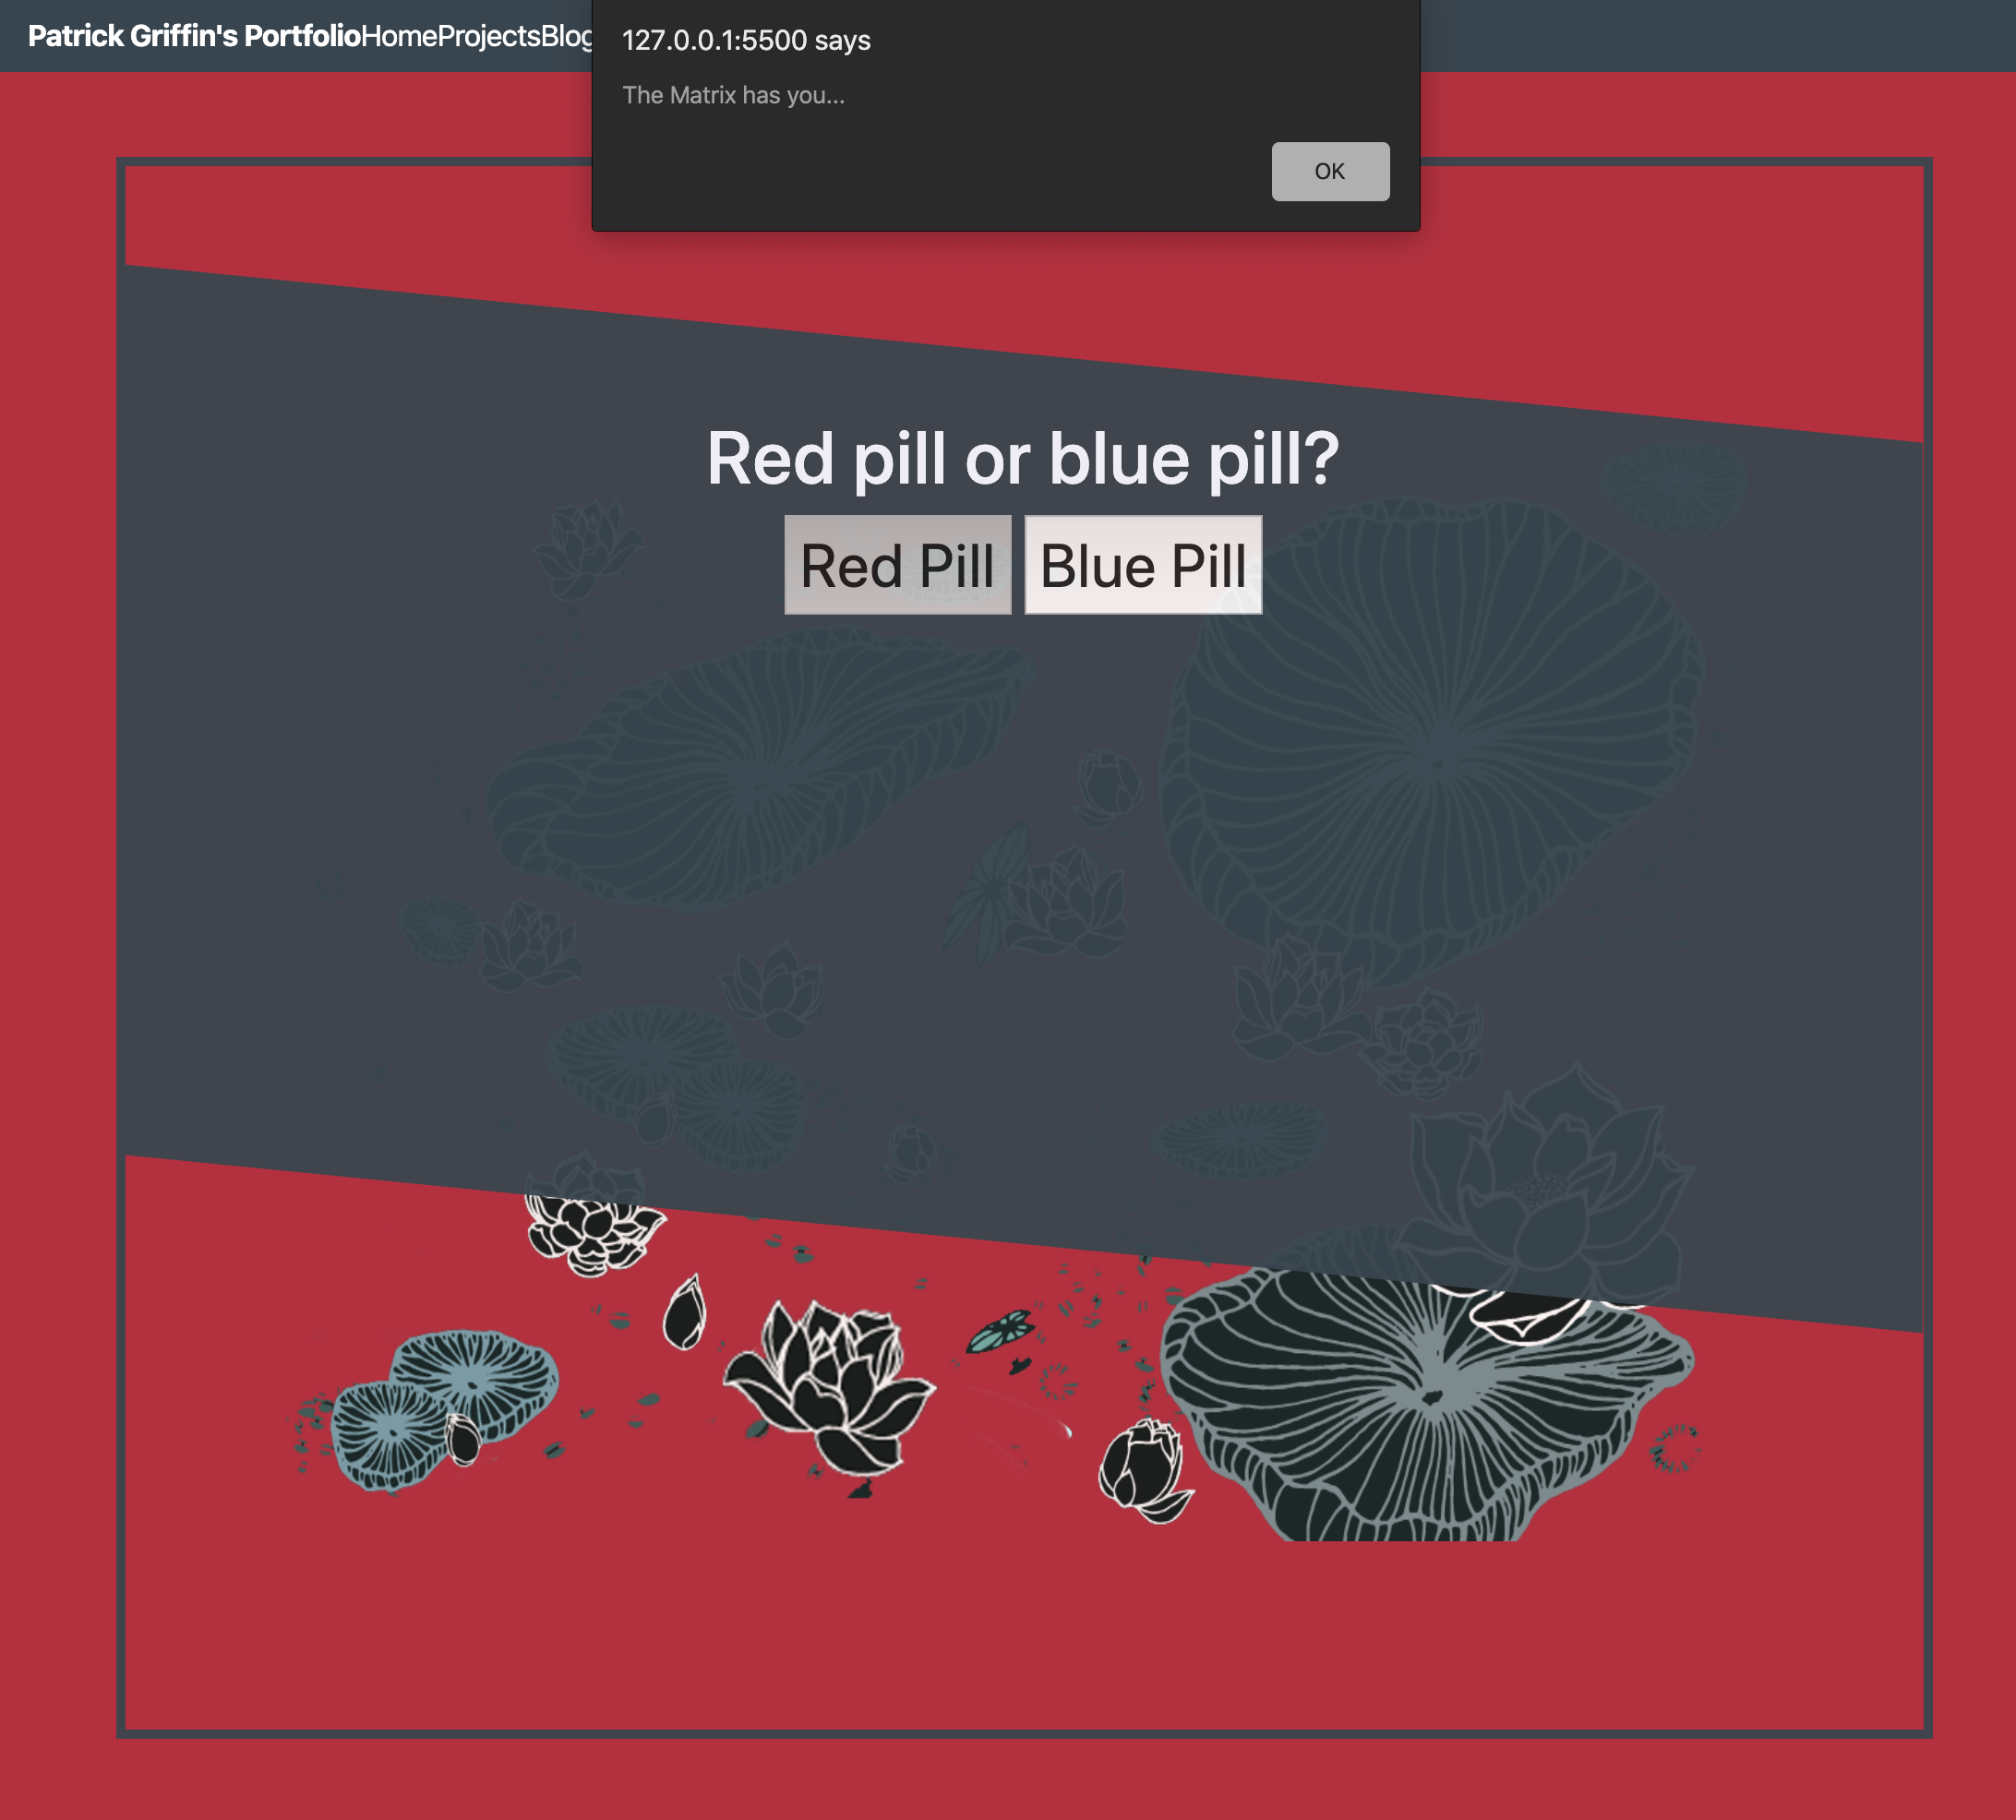 Patrick Griffin's PortfolioHomeProjectsBlog
127.0.0.1:5500 says
The Matrix has you...
OK
Red pill or blue pill?
Red Pill Blue Pill